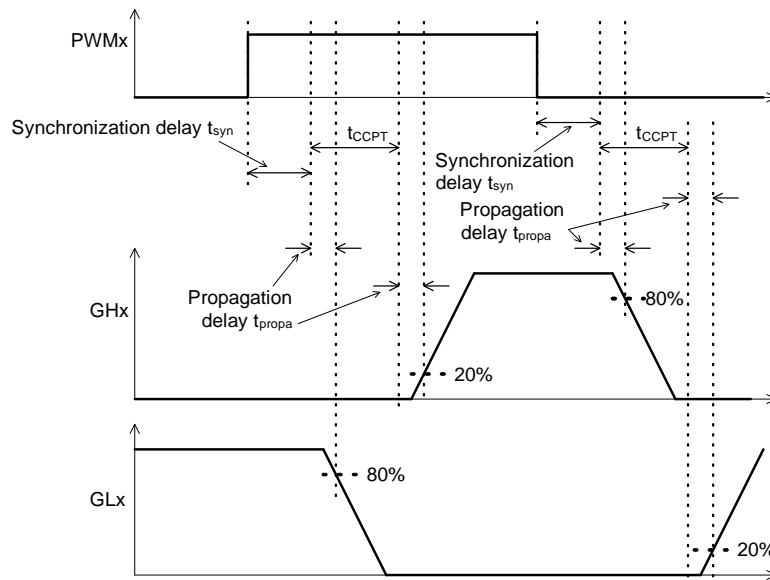 PWMx
Synchronization delay tsyn
tCCPT
Synchronization
delay tsyn
tCCPT
Propagation
delay tpropa
GHx
Propagation
delay tpropa
80%
20%
GLx
80%
20%